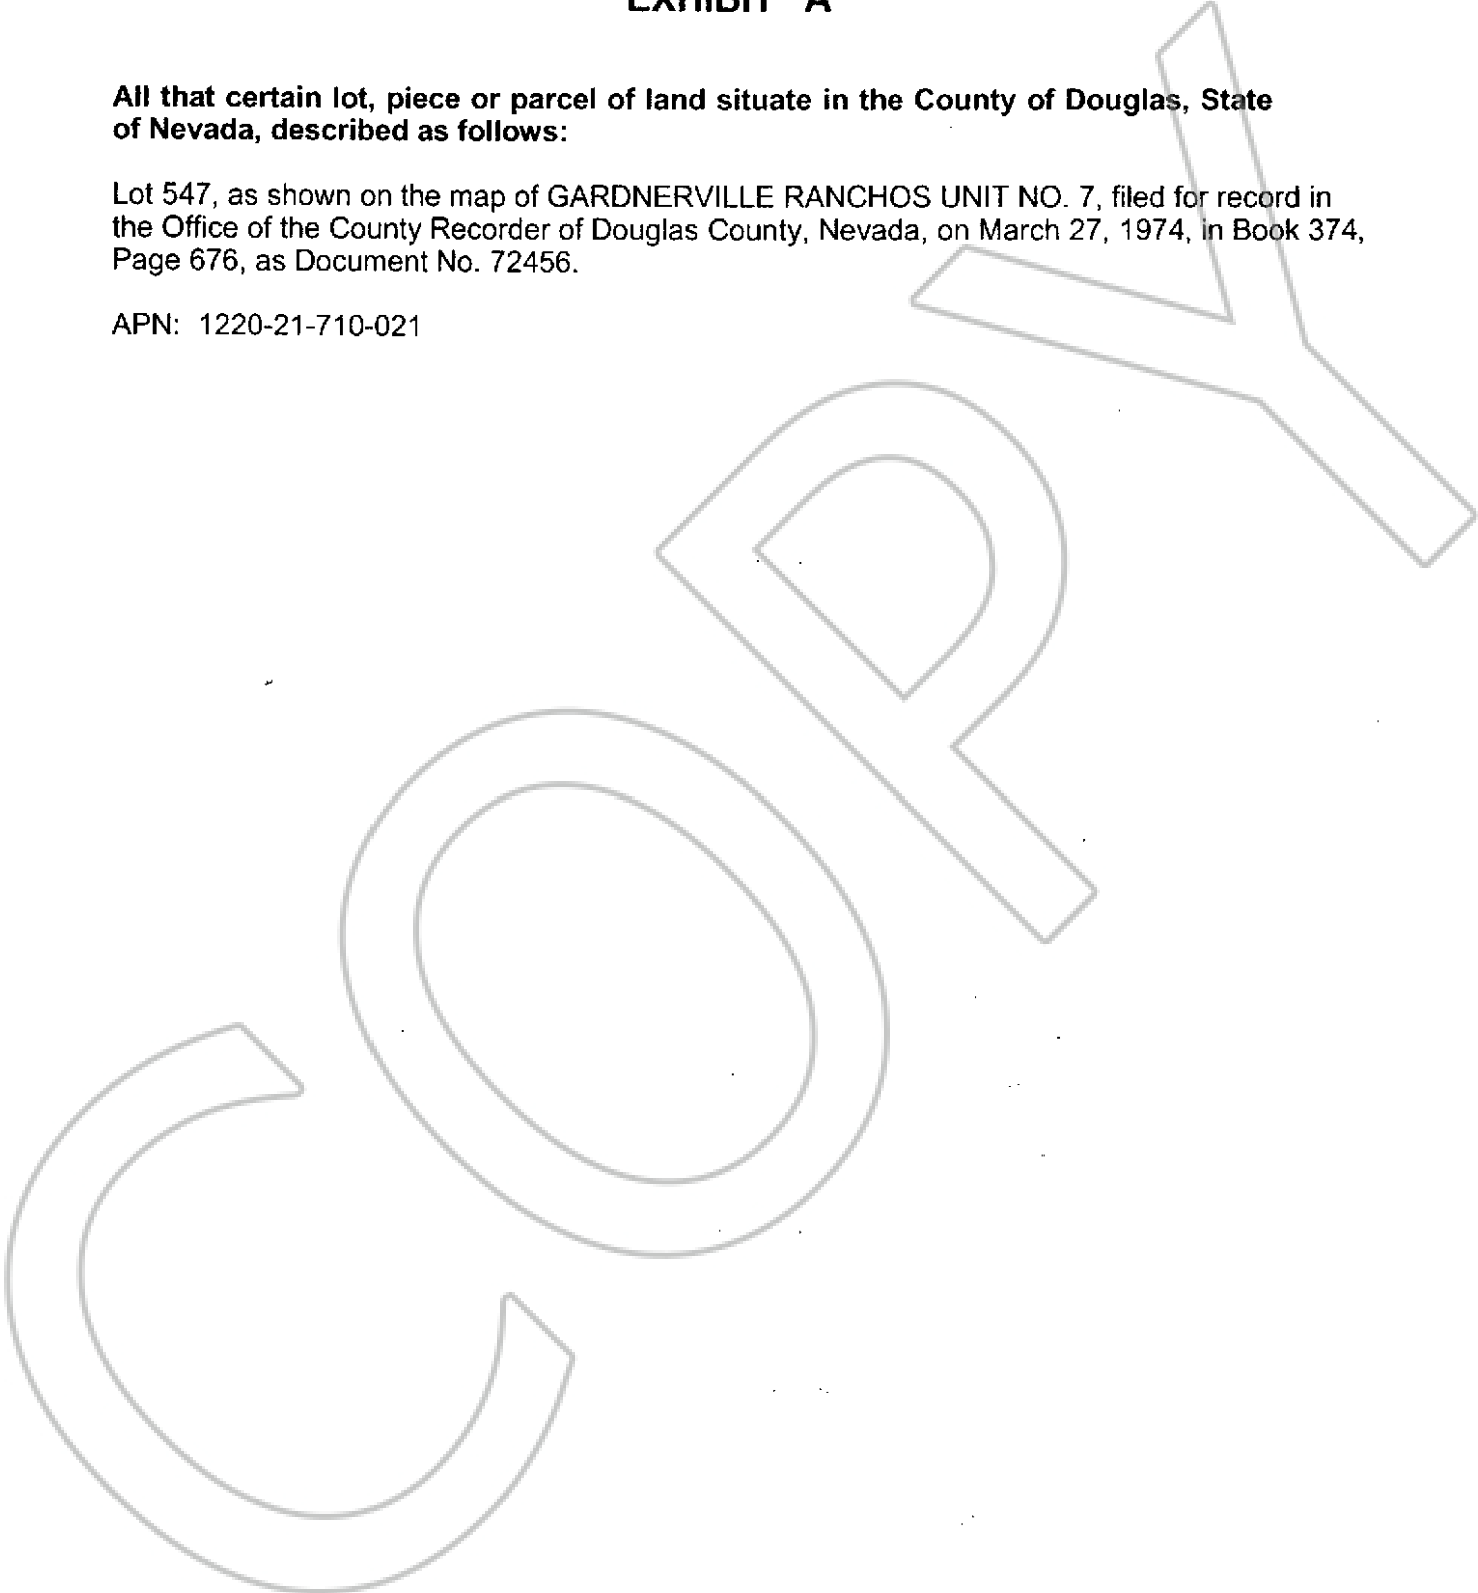 EXHIBIT "A
All that certain lot, piece or parcel of land situate in the County of Douglas, State
of Nevada, described as follows:
Lot 547, as shown on the map of GARDNERVILLE RANCHOS UNIT NO. 7, filed for record in
the Office of the County Recorder of Douglas County, Nevada, on March 27, 1974, in Book 374,
Page 676, as Document No. 72456.
APN: 1220-21-710-021
COPY